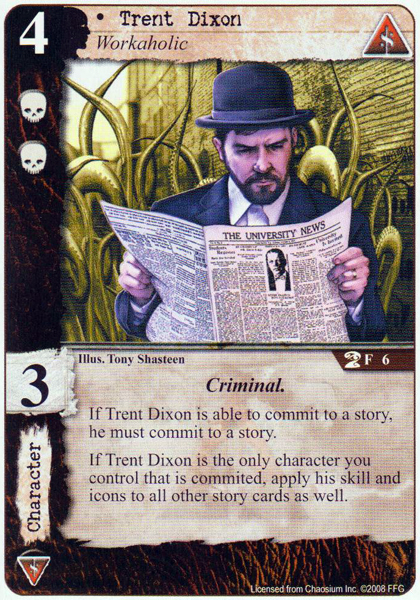 4
• Trent Dixon
Workaholic
THE UNIVERSITY NEWS
Illus. Tony Shasteen
F 6
3
Criminal.
If Trent Dixon is able to commit to a story,
he must commit to a story.
If Trent Dixon is the only character you
control that is commited, apply his skill and
icons to all other story cards as well.
Character
Licensed from Chaosium Inc. ©2008 FFG